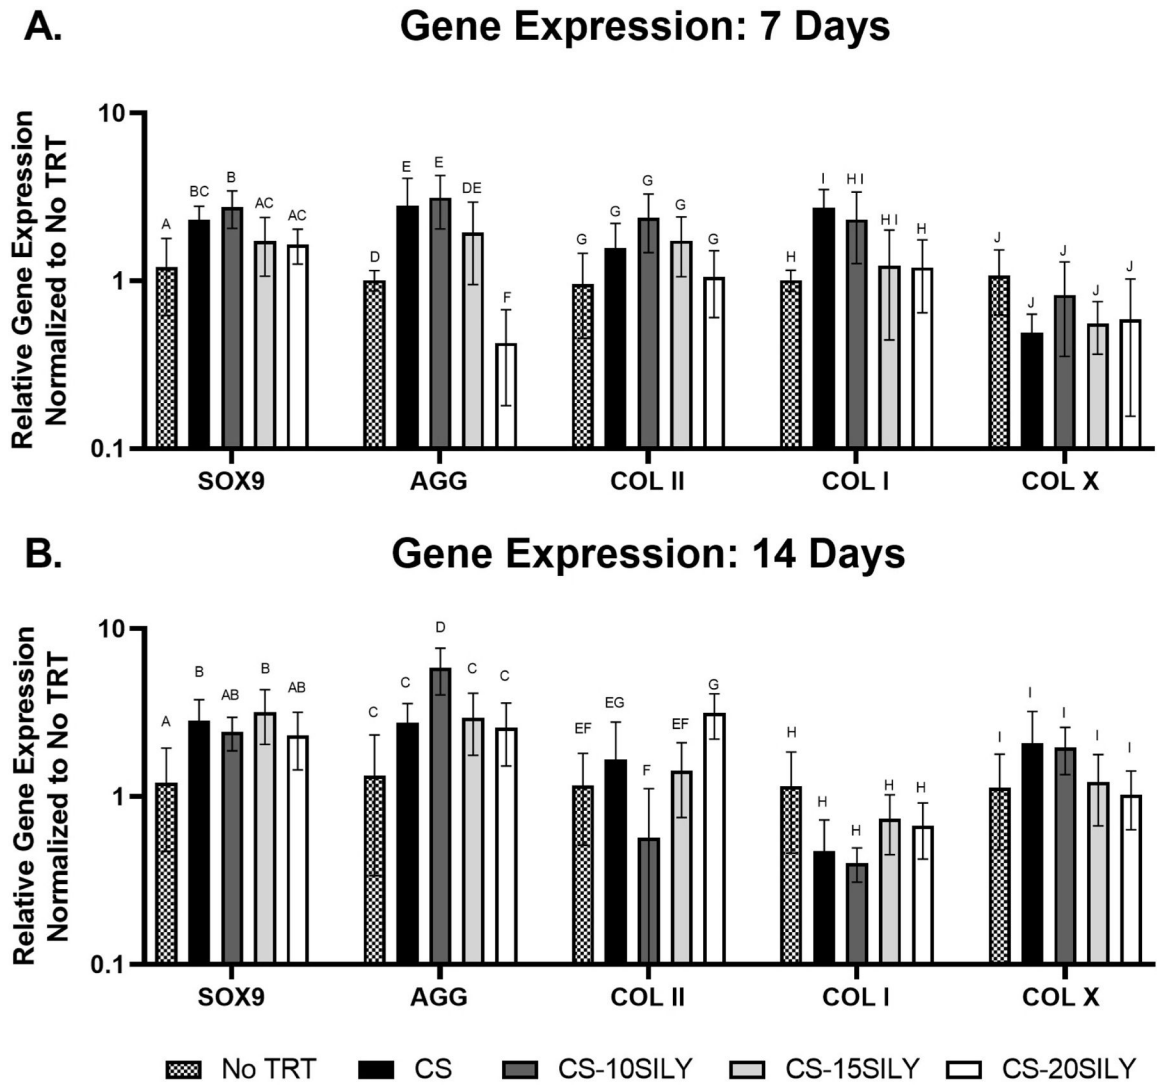 A. Gene Expression: 7 Days
Relative Gene Expression
Normalized to No TRT
10
1
0.1
A BC B AC AC
D E E DE F
G G G G G
H I H I H I H
J J J J J
SOX9 AGG COL II COL I COL X
B. Gene Expression: 14 Days
Relative Gene Expression
Normalized to No TRT
10
1
0.1
A B AB B AB
C C D C C
EF EG F EF G
H H H H H
I I I I I
SOX9 AGG COL II COL I COL X
No TRT CS CS-10SILY CS-15SILY CS-20SILY